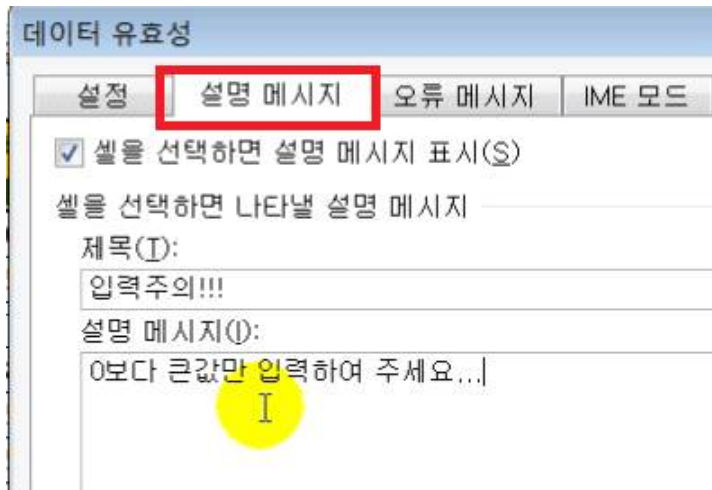 데이터 유효성
설정 설명 메시지 오류 메시지 IME 모드
셀을 선택하면 설명 메시지 표시(S)
셀을 선택하면 나타낼 설명 메시지
제목(T):
입력주의!!!
설명 메시지(I):
0보다 큰값만 입력하여 주세요...